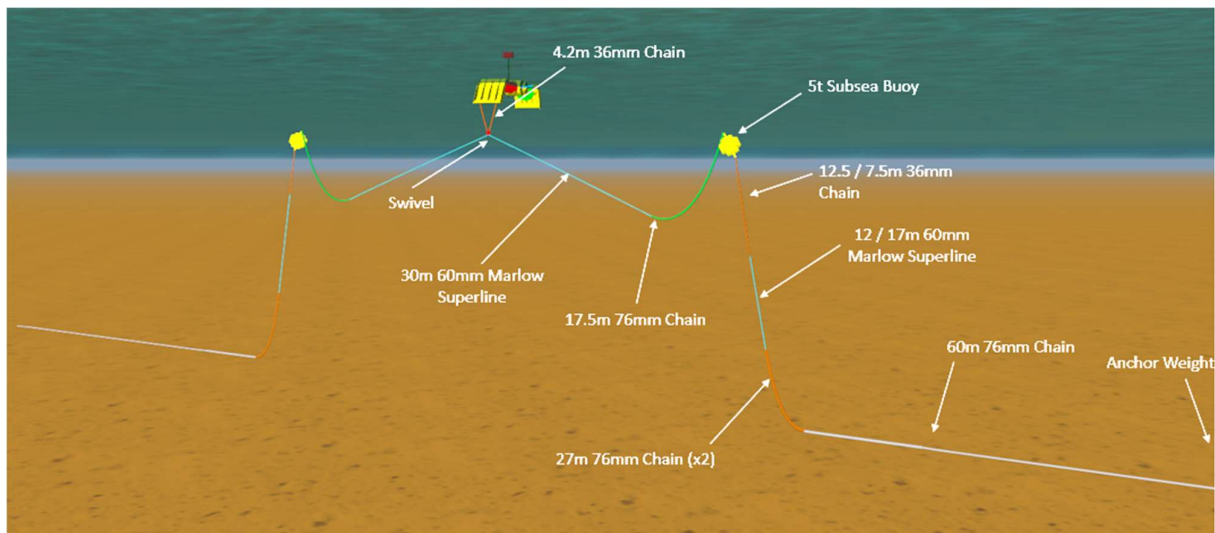 4.2m 36mm Chain
5t Subsea Buoy
12.5 / 7.5m 36mm
Chain
Swivel
12 / 17m 60mm
Marlow Superline
30m 60mm Marlow
Superline
17.5m 76mm Chain
60m 76mm Chain
Anchor Weight
27m 76mm Chain (x2)